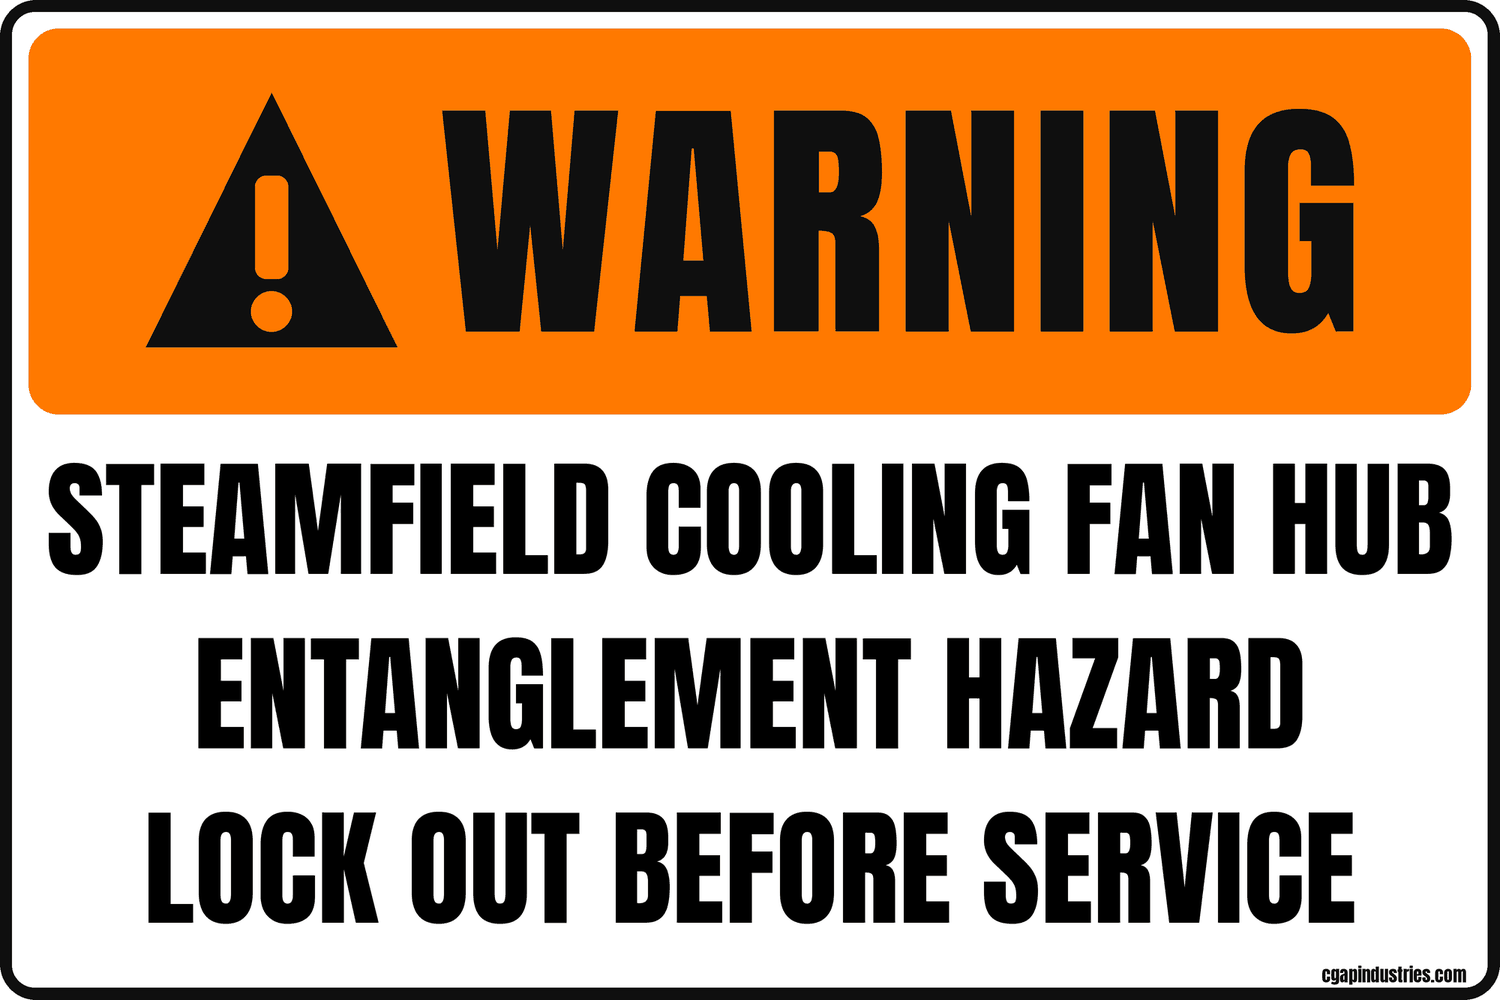 WARNING
STEAMFIELD COOLING FAN HUB
ENTANGLEMENT HAZARD
LOCK OUT BEFORE SERVICE
cgapindustries.com